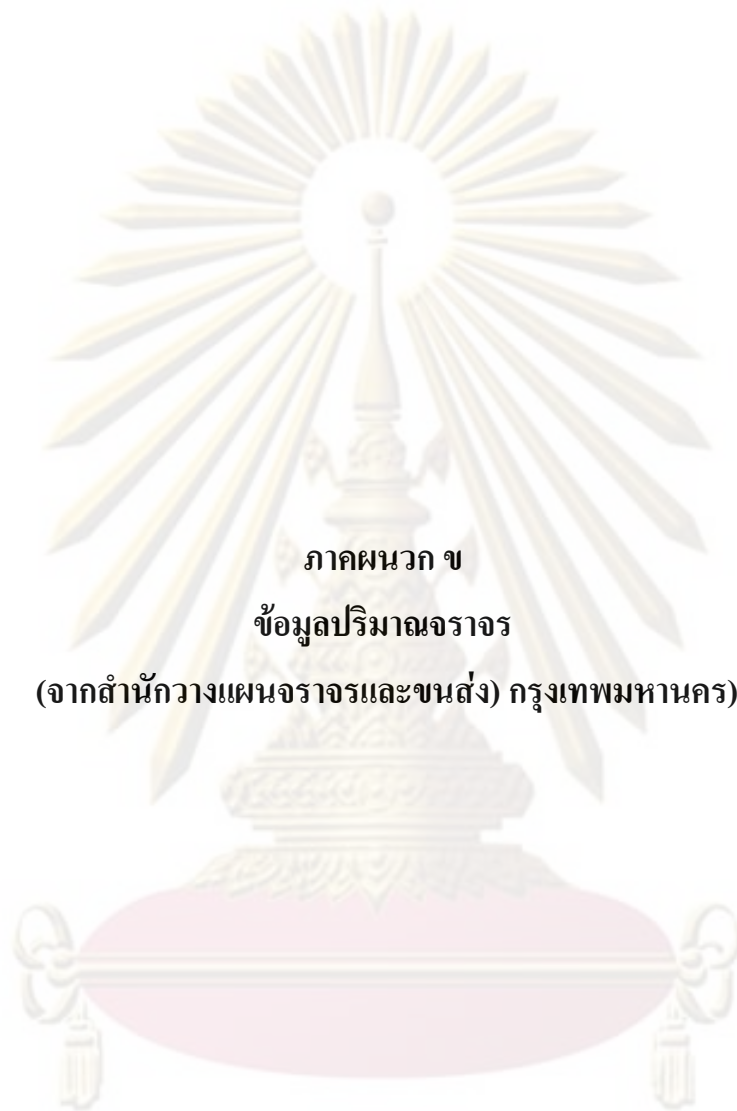 ภาคผนวก ข
ข้อมูลปริมาณจราจร
(จากสำนักวางแผนจราจรและขนส่ง) กรุงเทพมหานคร)